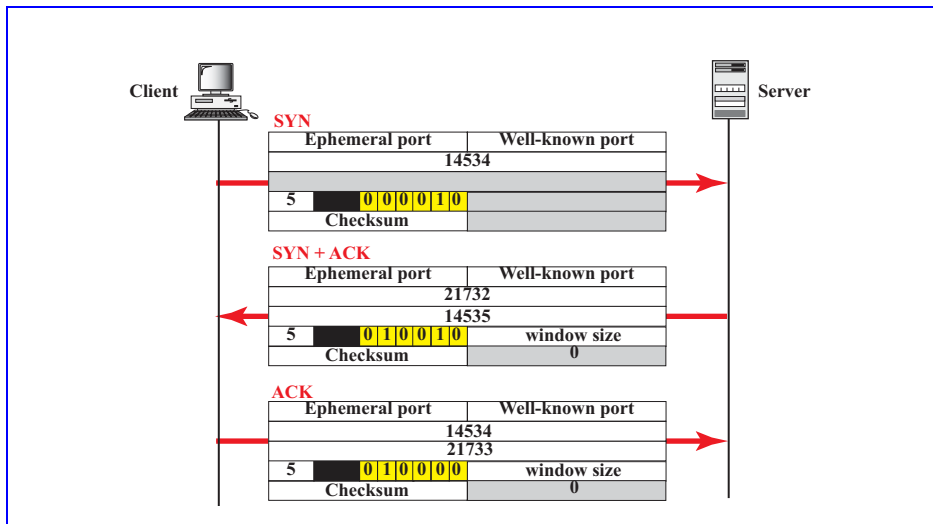 Client
Server
SYN
Ephemeral port Well-known port
14534
5 0 0 0 0 1 0
Checksum
SYN + ACK
Ephemeral port Well-known port
21732
14535
5 0 1 0 0 1 0 window size
Checksum 0
ACK
Ephemeral port Well-known port
14534
21733
5 0 1 0 0 0 0 window size
Checksum 0